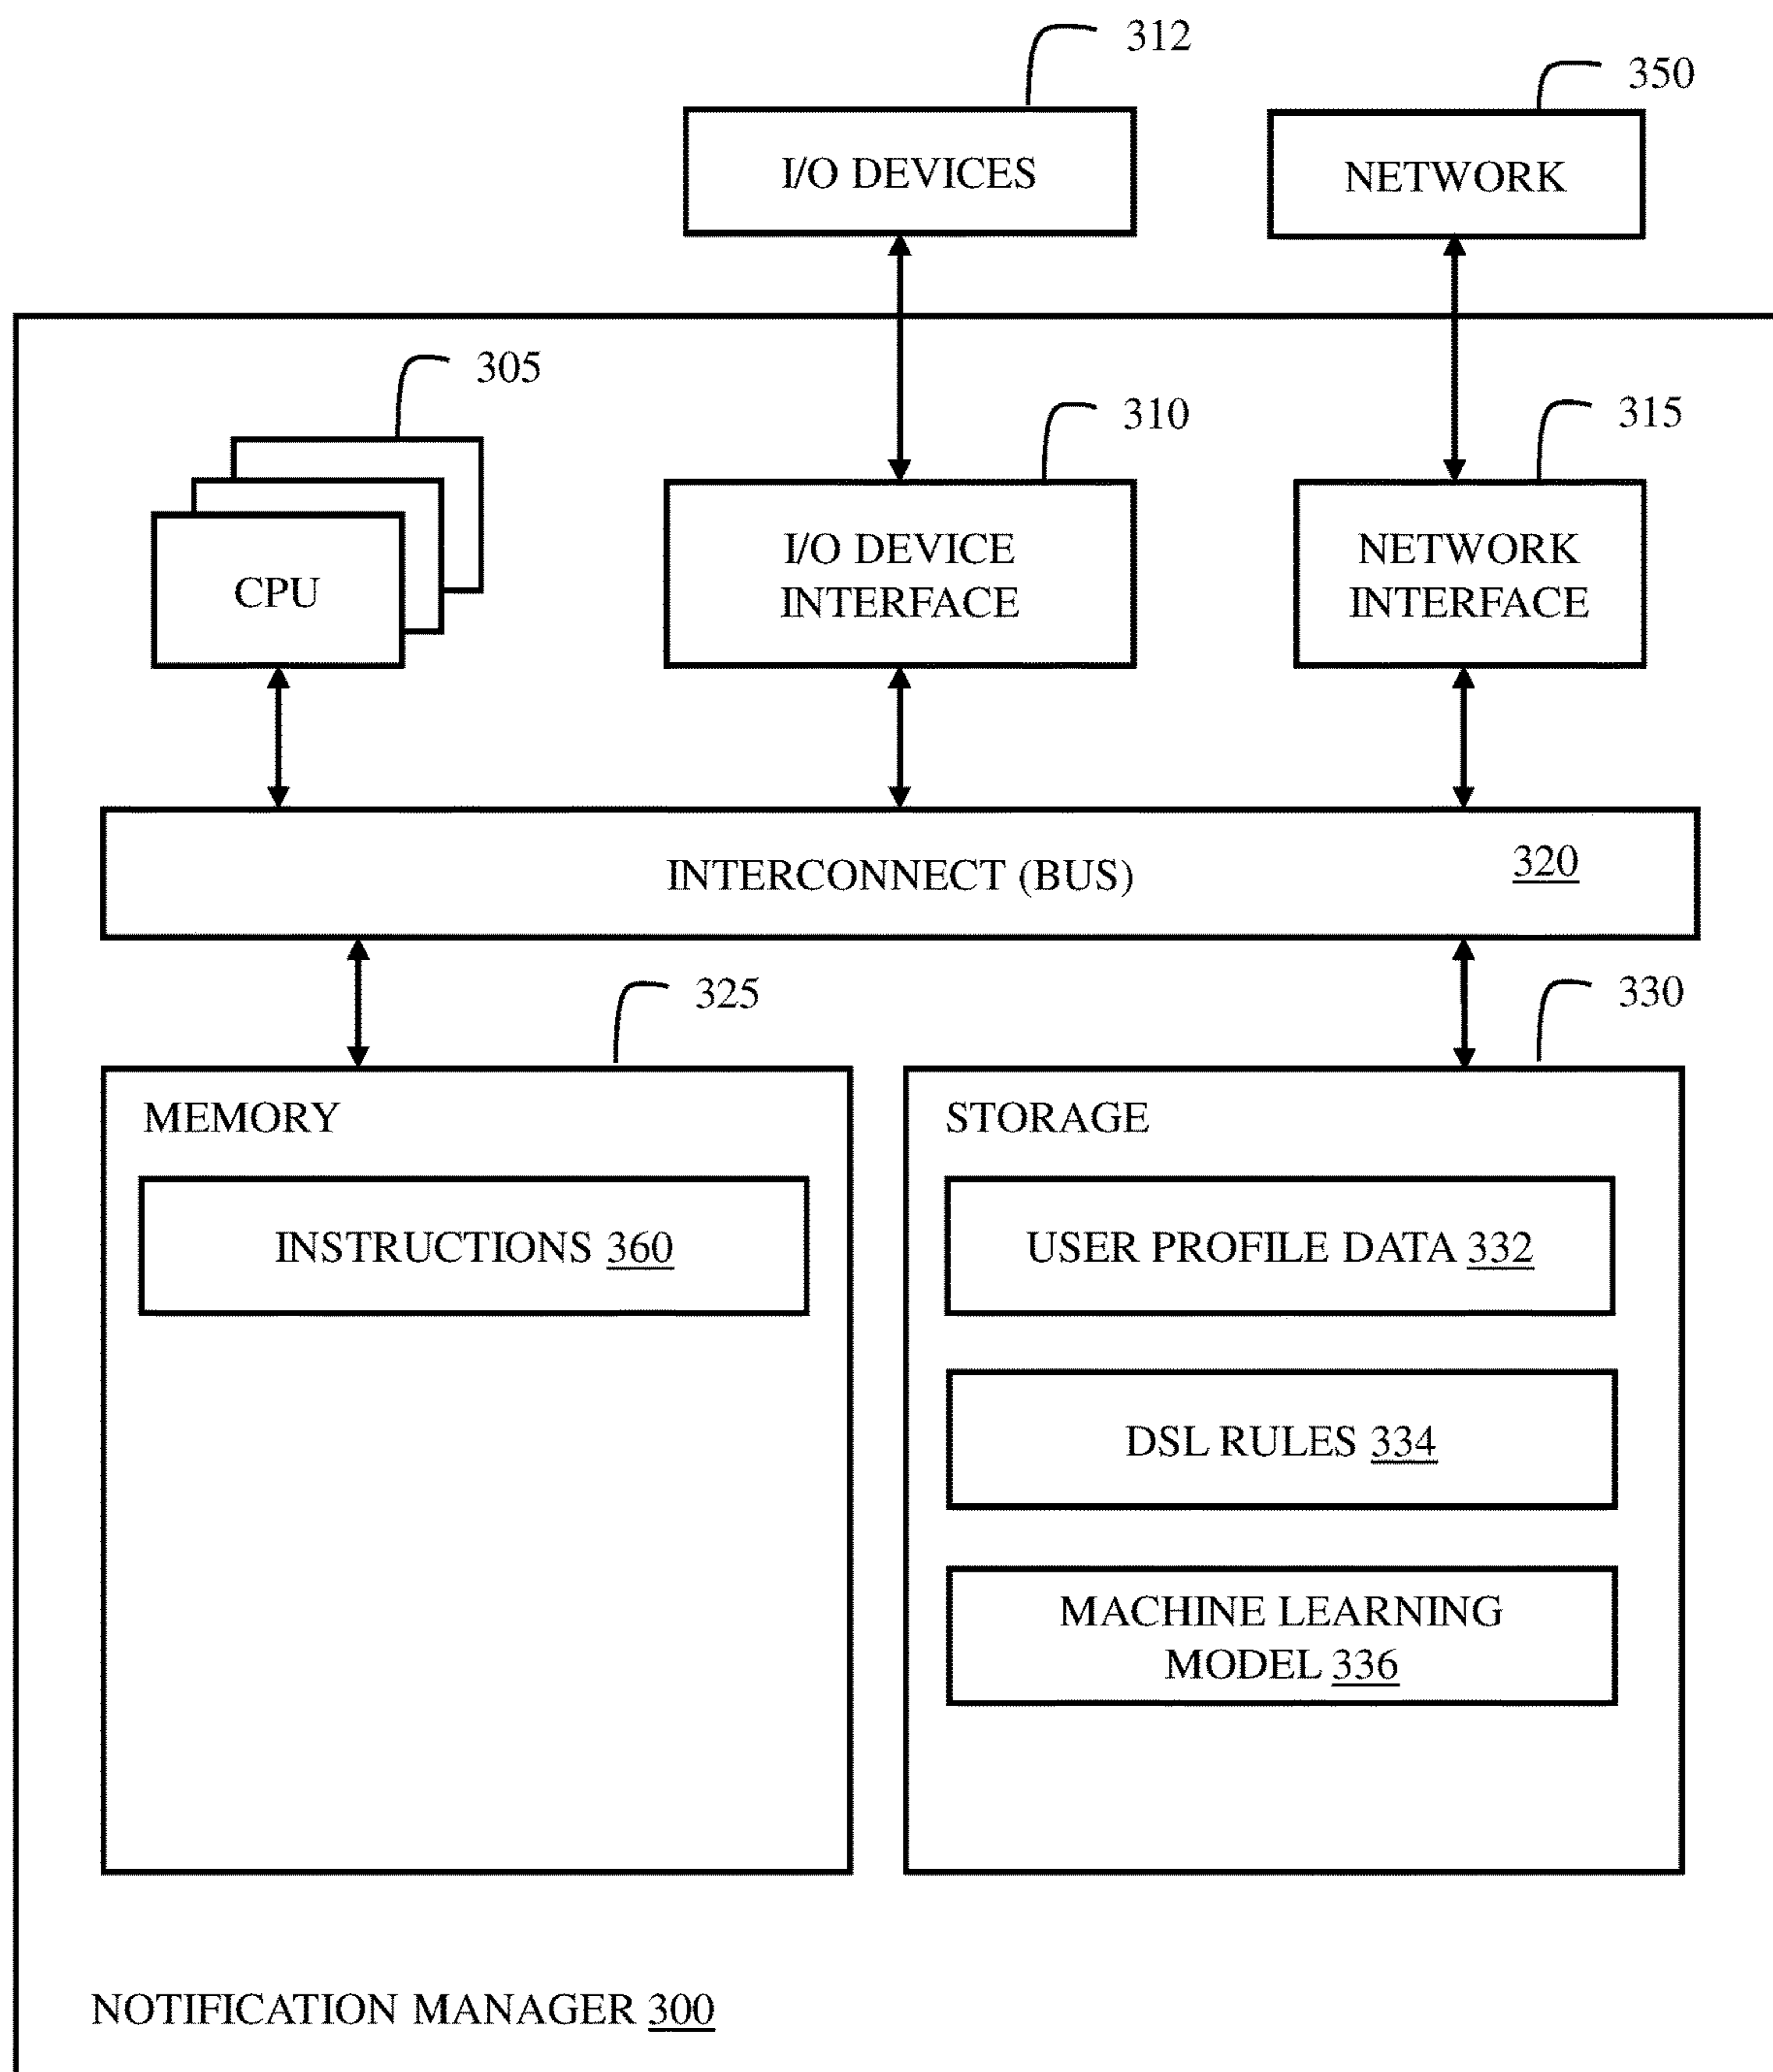 312
350
I/O DEVICES
NETWORK
305
310
315
CPU
I/O DEVICE
INTERFACE
NETWORK
INTERFACE
INTERCONNECT (BUS)
320
325
330
MEMORY
INSTRUCTIONS 360
STORAGE
USER PROFILE DATA 332
DSL RULES 334
MACHINE LEARNING
MODEL 336
NOTIFICATION MANAGER 300